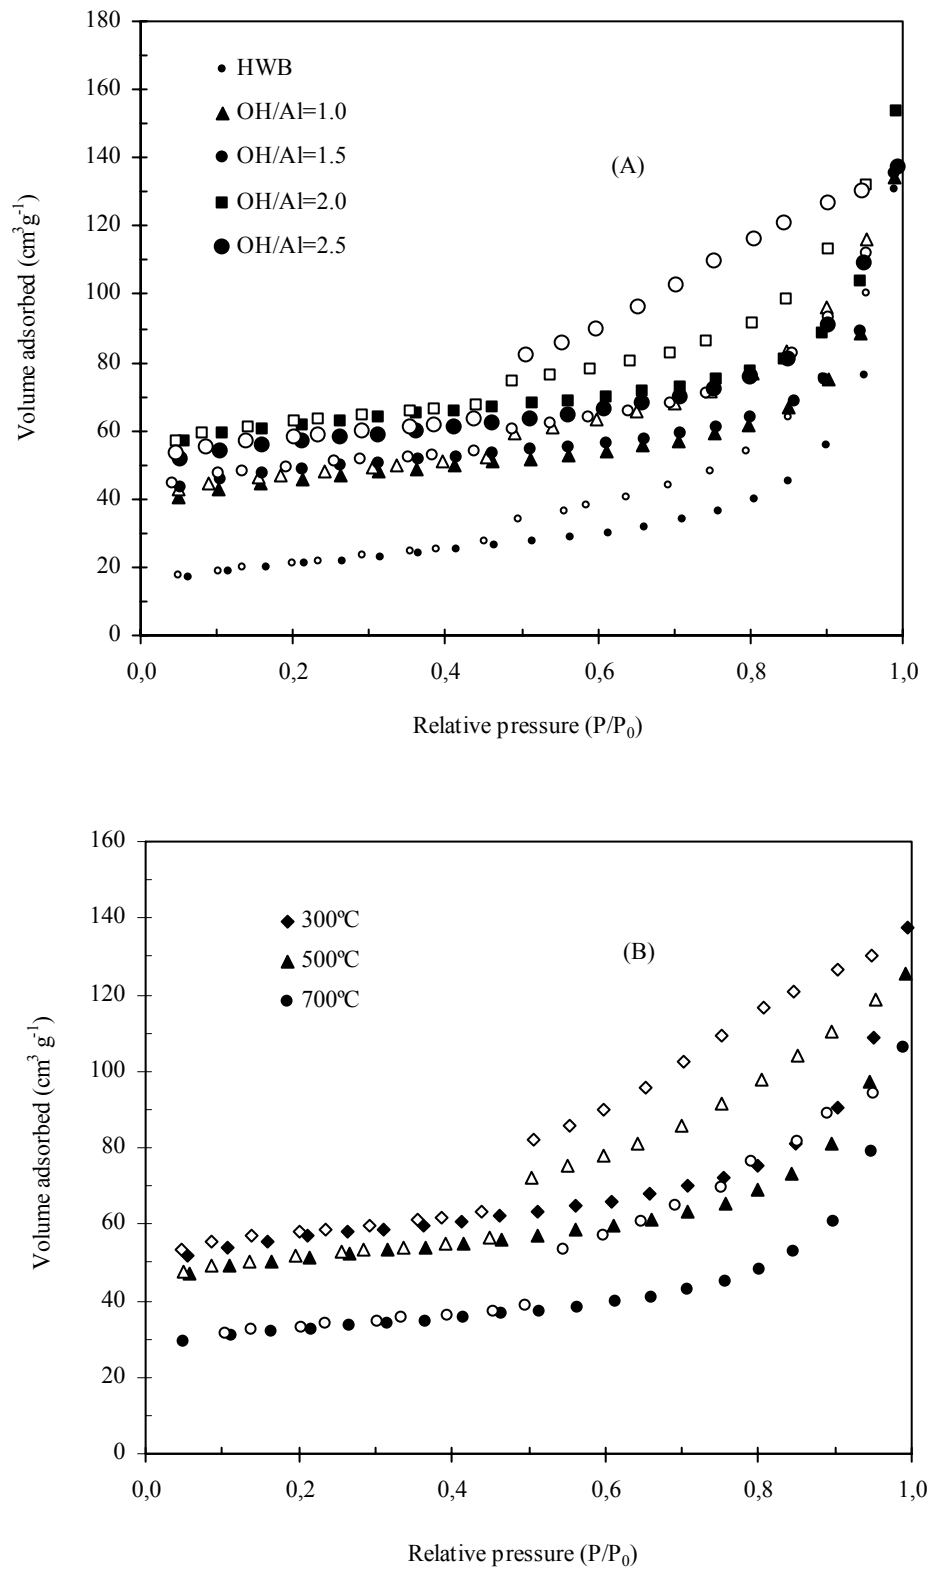 180
160
140
120
100
80
60
40
20
0
Volume adsorbed (cm³g⁻¹)
HWB
OH/Al=1.0
OH/Al=1.5
OH/Al=2.0
OH/Al=2.5
(A)
0,0 0,2 0,4 0,6 0,8 1,0
Relative pressure (P/P₀)
160
140
120
100
80
60
40
20
0
Volume adsorbed (cm³ g⁻¹)
300ºC
500ºC
700ºC
(B)
0,0 0,2 0,4 0,6 0,8 1,0
Relative pressure (P/P₀)